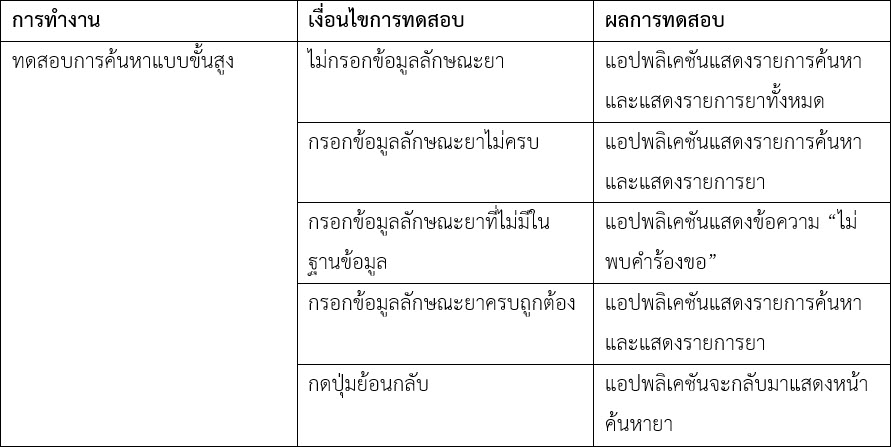 การทำงาน เงื่อนไขการทดสอบ ผลการทดสอบ
ทดสอบการค้นหาแบบขั้นสูง ไม่กรอกข้อมูลลักษณะยา แอปพลิเคชันแสดงรายการค้นหา
และแสดงรายการยาทั้งหมด
กรอกข้อมูลลักษณะยาไม่ครบ แอปพลิเคชันแสดงรายการค้นหา
และแสดงรายการยา
กรอกข้อมูลลักษณะยาที่ไม่มีใน แอปพลิเคชันแสดงข้อความ “ไม่
ฐานข้อมูล พบคำร้องขอ”
กรอกข้อมูลลักษณะยาครบถูกต้อง แอปพลิเคชันแสดงรายการค้นหา
และแสดงรายการยา
กดปุ่มย้อนกลับ แอปพลิเคชันจะกลับมาแสดงหน้า
ค้นหายา